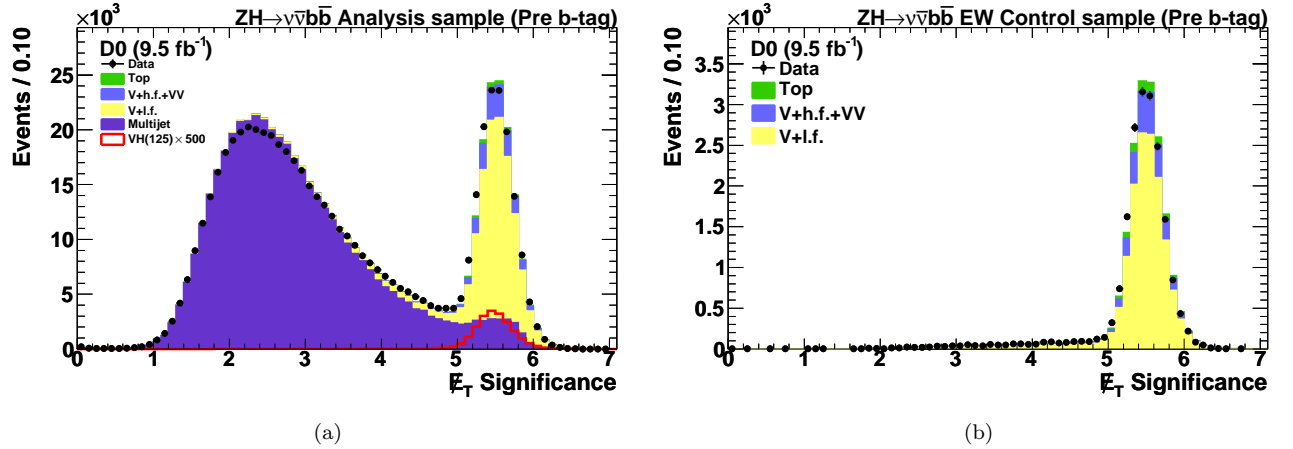 ×10³
ZH→νν̅bb̅ Analysis sample (Pre b-tag)
D0 (9.5 fb⁻¹)
Data
Top
V+h.f.+VV
V+l.f.
Multijet
VH(125)×500
Events / 0.10
25
20
15
10
5
0
0 1 2 3 4 5 6 7
E̸_T Significance
(a)
×10³
ZH→νν̅bb̅ EW Control sample (Pre b-tag)
D0 (9.5 fb⁻¹)
Data
Top
V+h.f.+VV
V+l.f.
Events / 0.10
3.5
3
2.5
2
1.5
1
0.5
0
0 1 2 3 4 5 6 7
E̸_T Significance
(b)